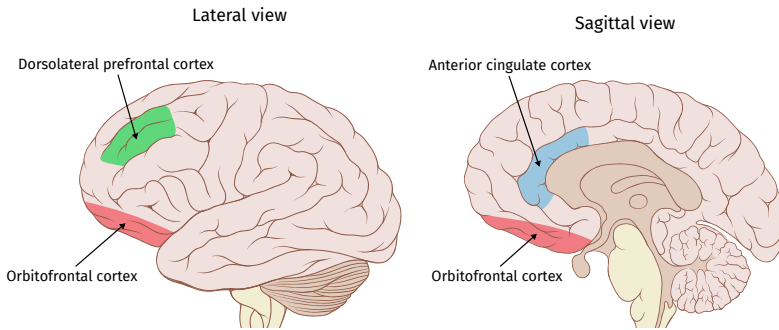 Lateral view
Dorsolateral prefrontal cortex
Orbitofrontal cortex
Sagittal view
Anterior cingulate cortex
Orbitofrontal cortex